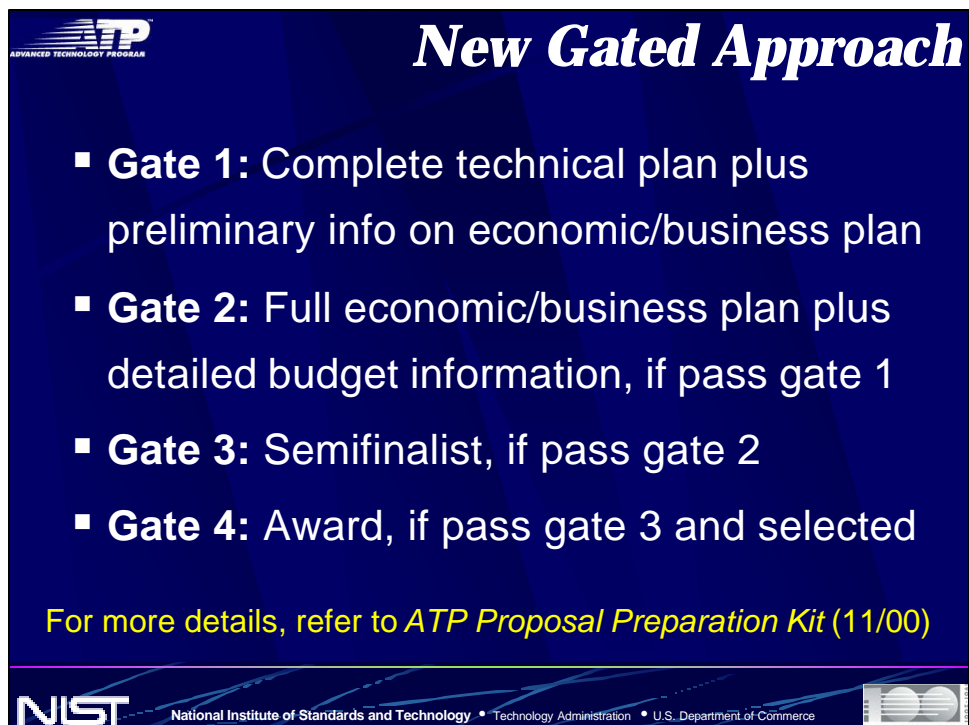 ATP
ADVANCED TECHNOLOGY PROGRAM
New Gated Approach
▪ Gate 1: Complete technical plan plus
preliminary info on economic/business plan
▪ Gate 2: Full economic/business plan plus
detailed budget information, if pass gate 1
▪ Gate 3: Semifinalist, if pass gate 2
▪ Gate 4: Award, if pass gate 3 and selected
For more details, refer to ATP Proposal Preparation Kit (11/00)
NIST
National Institute of Standards and Technology • Technology Administration • U.S. Department of Commerce